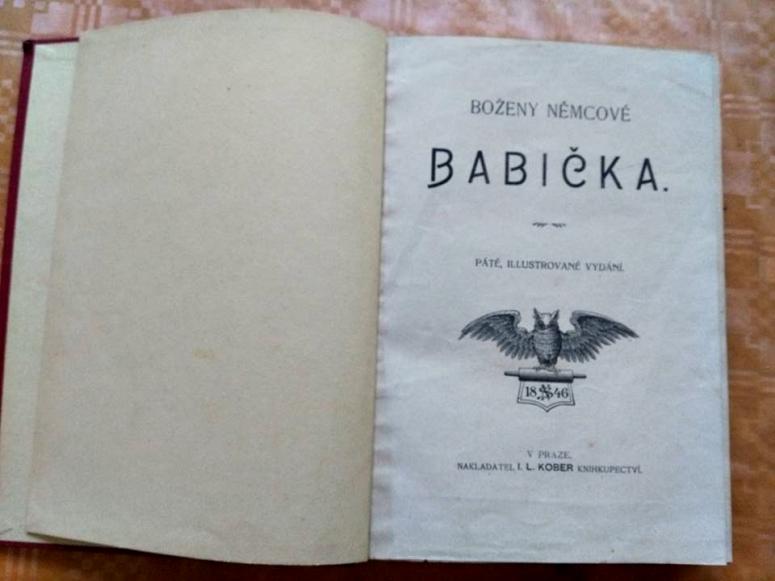 BOŽENY NĚMCOVÉ
BABIČKA.
PÁTÉ, ILLUSTROVANÉ VYDÁNÍ.
18 46
V PRAZE.
NAKLADATEL I. L. KOBER KNIHKUPECTVÍ.